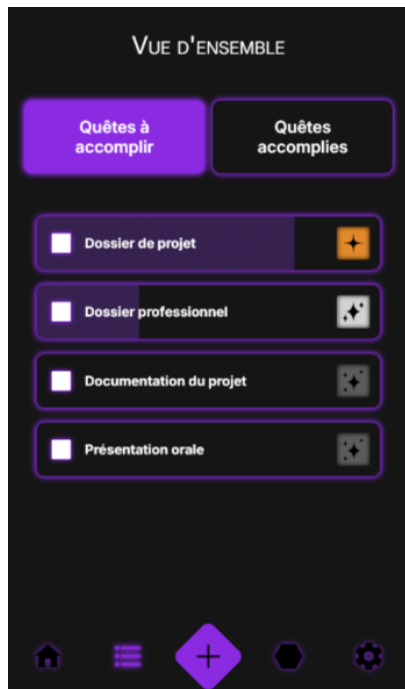 Vue d'ensemble
Quêtes à
accomplir
Quêtes
accomplies
Dossier de projet
Dossier professionnel
Documentation du projet
Présentation orale